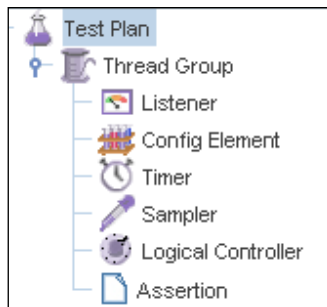 Test Plan
Thread Group
Listener
Config Element
Timer
Sampler
Logical Controller
Assertion